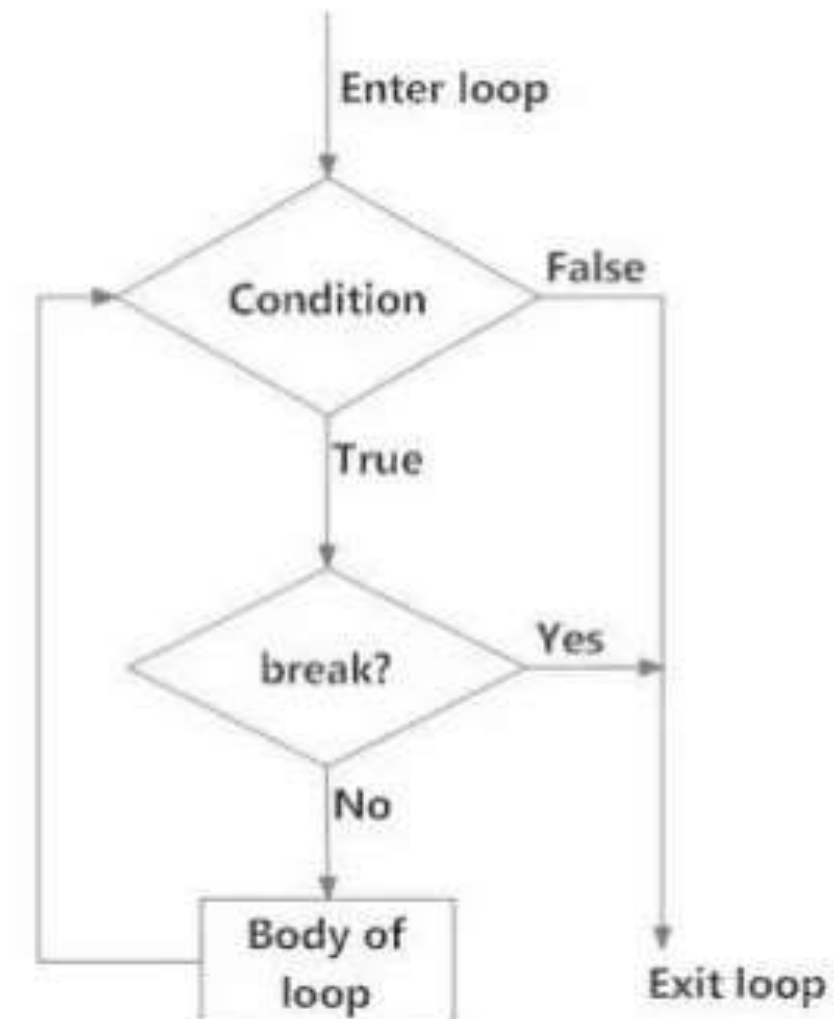 Enter loop
Condition
False
True
break?
Yes
No
Body of
loop
Exit loop